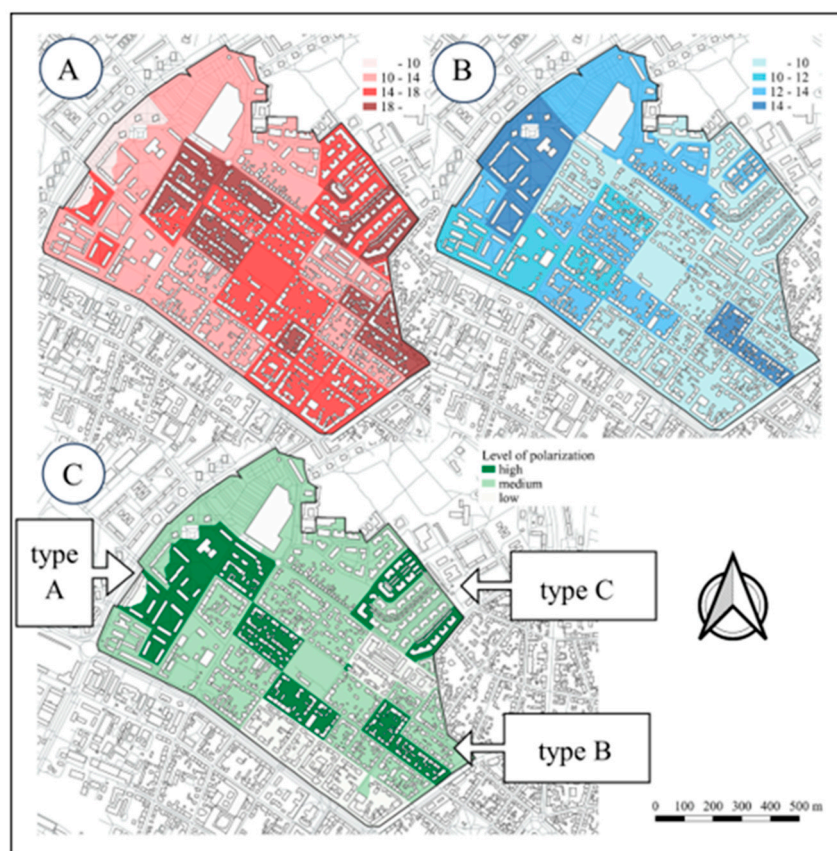 A
- 10
10 - 14
14 - 18
18 -
B
- 10
10 - 12
12 - 14
14 -
C
Level of polarization
high
medium
low
type
A
type C
type B
0 100 200 300 400 500 m